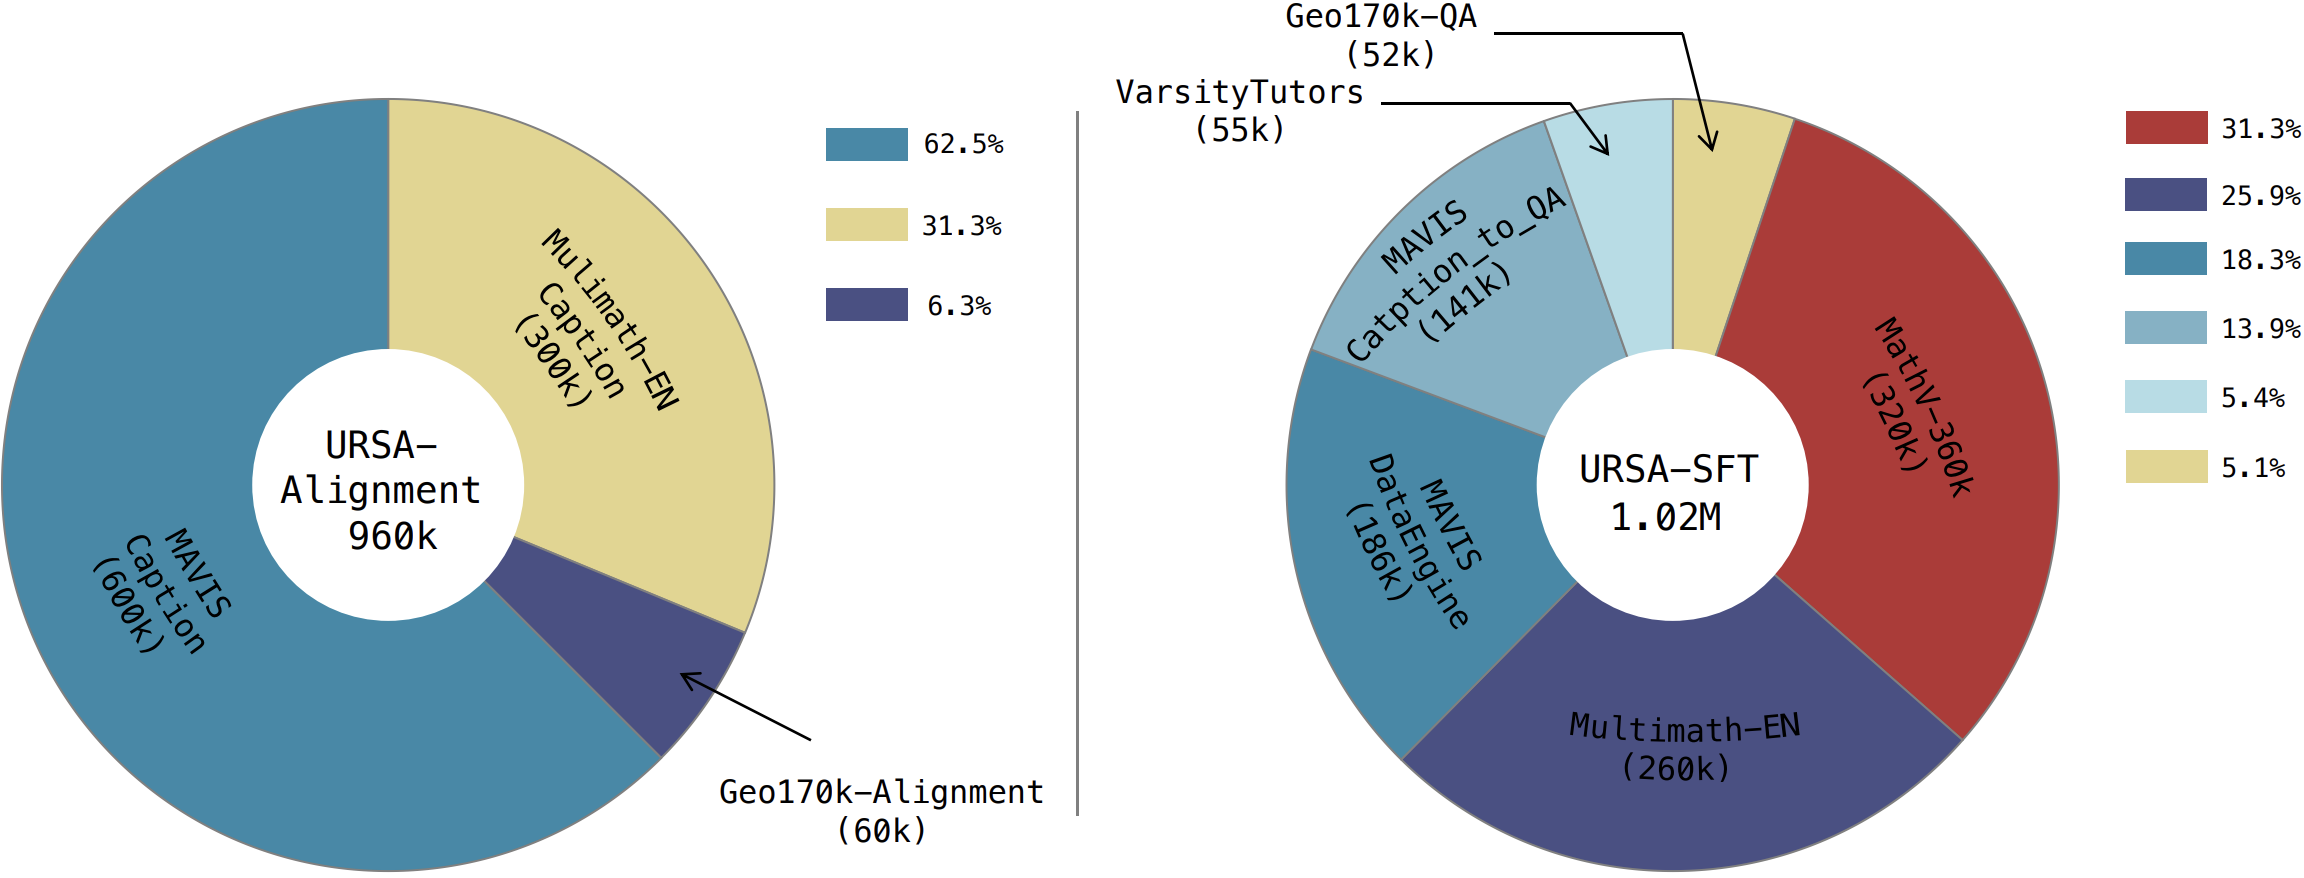 Mulimath-EN
Caption
(300k)
URSA-
Alignment
960k
MAVIS
Caption
(600k)
Geo170k-Alignment
(60k)
62.5%
31.3%
6.3%
Geo170k-QA
(52k)
VarsityTutors
(55k)
MAVIS
Catption_to_QA
(141k)
MathV-360k
(320k)
URSA-SFT
1.02M
MAVIS
DataEngine
(186k)
Multimath-EN
(260k)
31.3%
25.9%
18.3%
13.9%
5.4%
5.1%